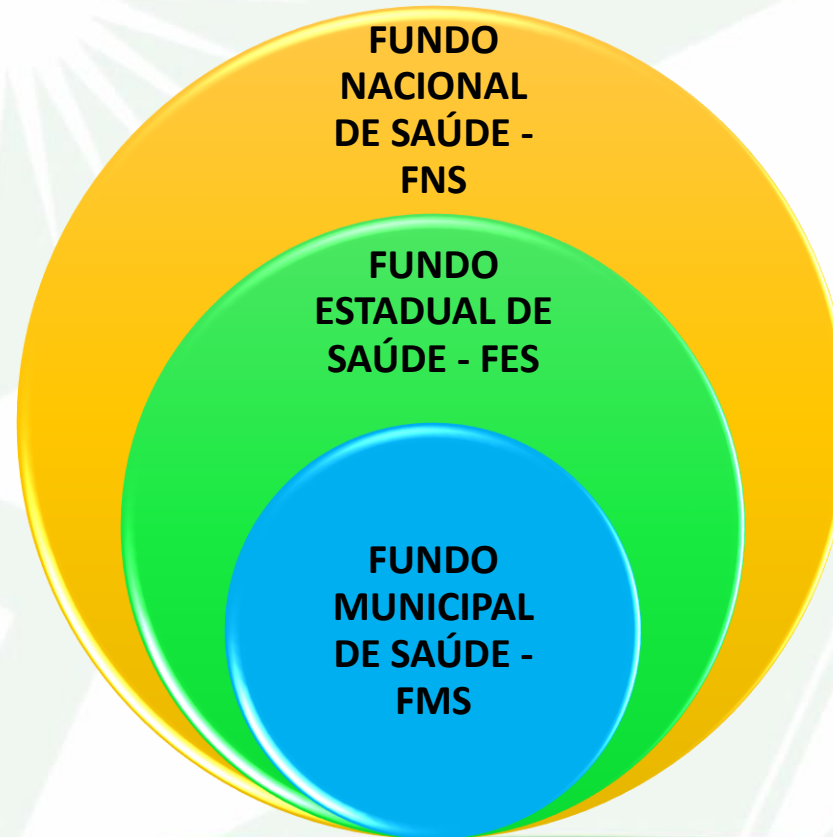 FUNDO
NACIONAL
DE SAÚDE -
FNS
FUNDO
ESTADUAL DE
SAÚDE - FES
FUNDO
MUNICIPAL
DE SAÚDE -
FMS